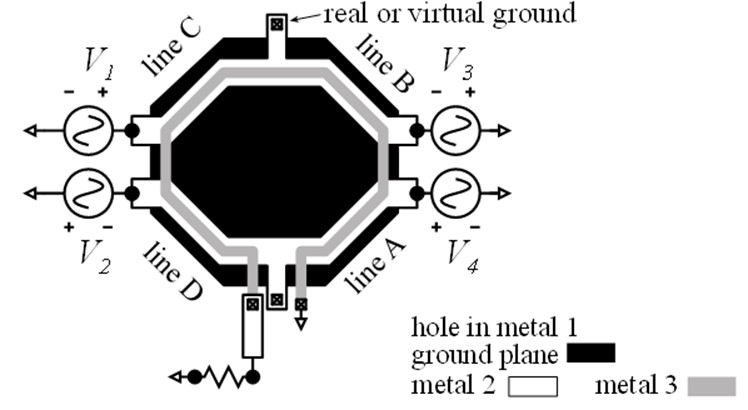 real or virtual ground
line C
line B
V1
- +
V3
- +
+ -
V2
+ -
V4
line D
line A
hole in metal 1
ground plane
metal 2
metal 3